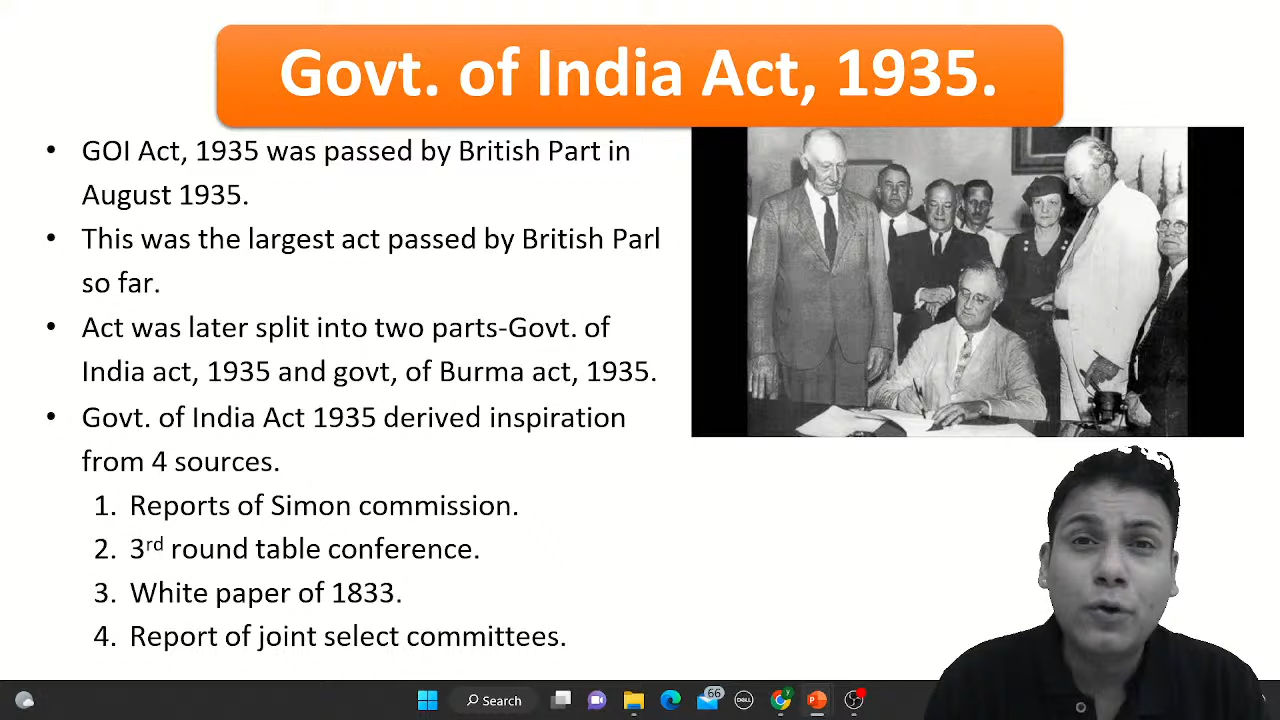 Govt. of India Act, 1935.
• GOI Act, 1935 was passed by British Part in
August 1935.
• This was the largest act passed by British Parl
so far.
• Act was later split into two parts-Govt. of
India act, 1935 and govt, of Burma act, 1935.
• Govt. of India Act 1935 derived inspiration
from 4 sources.
1. Reports of Simon commission.
2. 3rd round table conference.
3. White paper of 1833.
4. Report of joint select committees.
Search
66
DELL